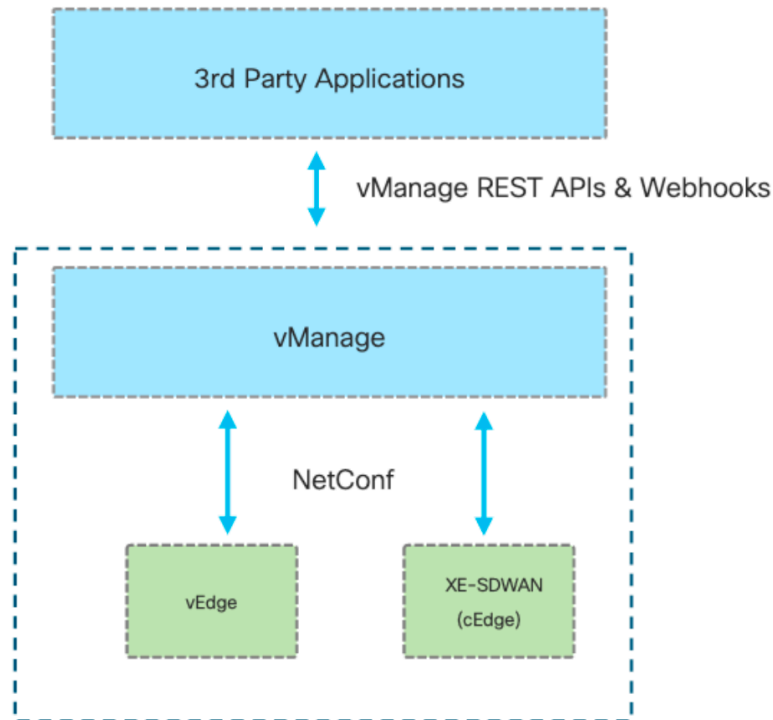 3rd Party Applications
vManage REST APIs & Webhooks
vManage
NetConf
vEdge
XE-SDWAN
(cEdge)